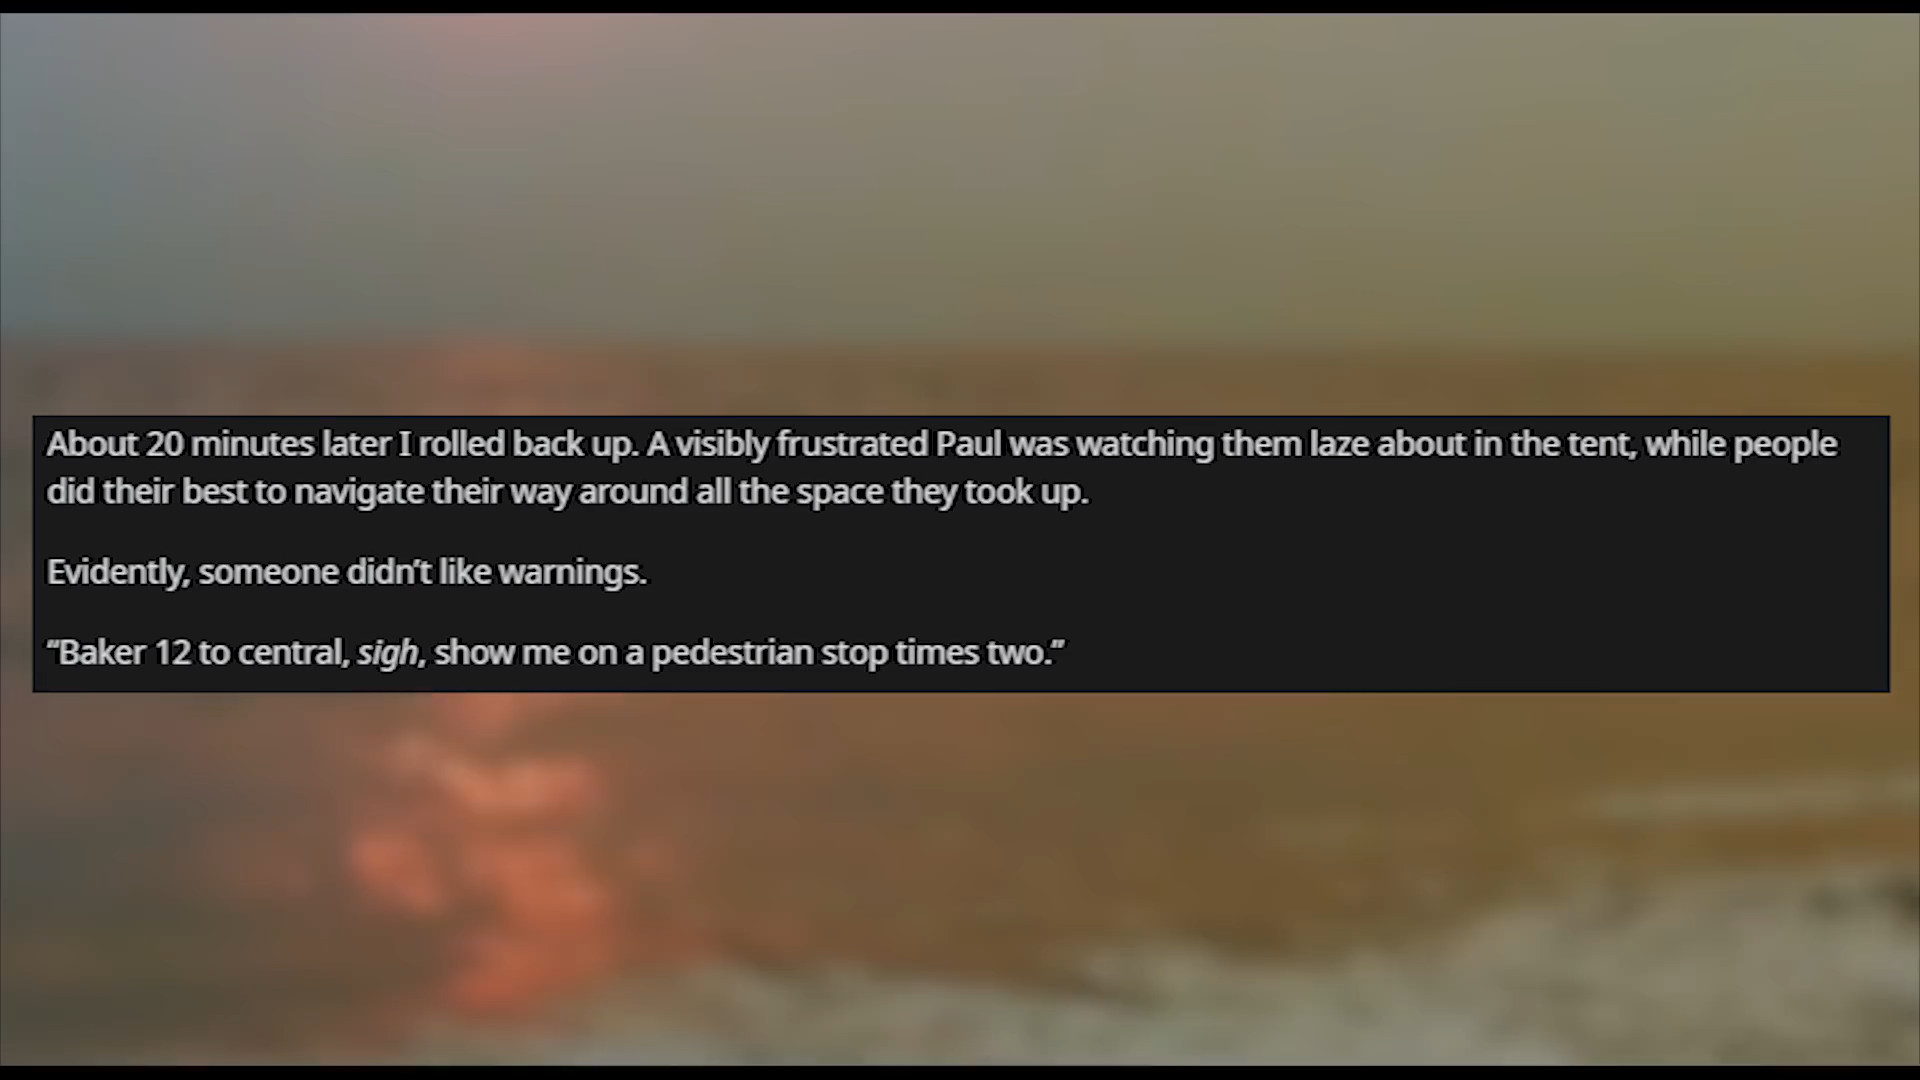 About 20 minutes later I rolled back up. A visibly frustrated Paul was watching them laze about in the tent, while people
did their best to navigate their way around all the space they took up.
Evidently, someone didn’t like warnings.
“Baker 12 to central, sigh, show me on a pedestrian stop times two.”